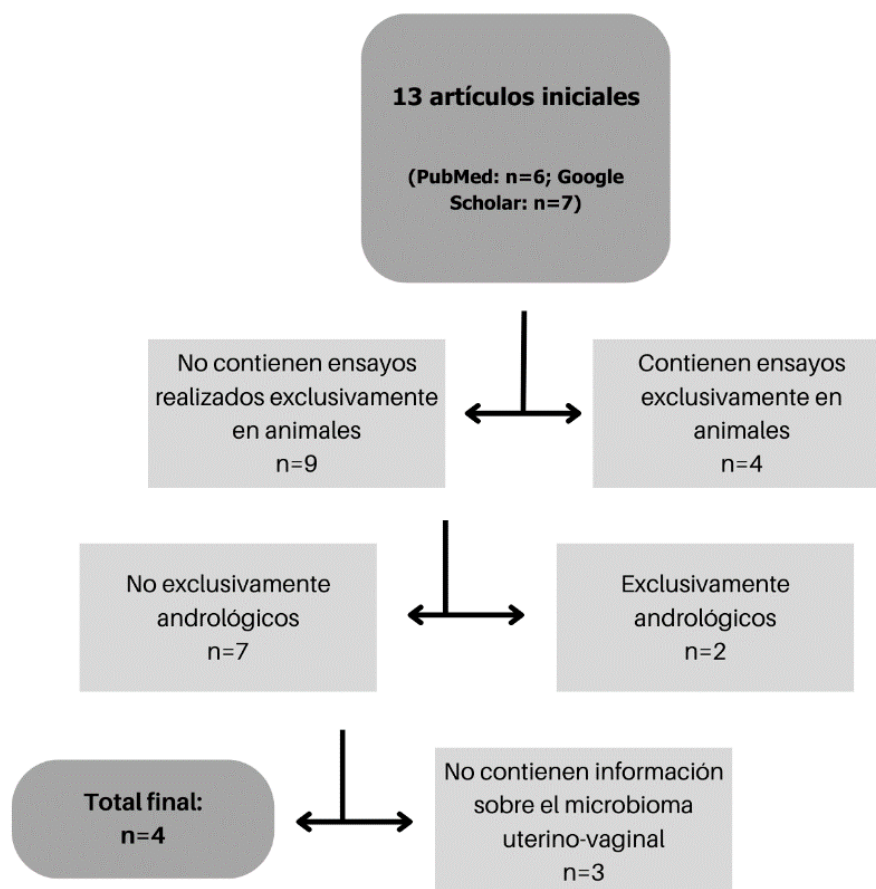 13 artículos iniciales
(PubMed: n=6; Google
Scholar: n=7)
No contienen ensayos
realizados exclusivamente
en animales
n=9
Contienen ensayos
exclusivamente en
animales
n=4
No exclusivamente
andrológicos
n=7
Exclusivamente
andrológicos
n=2
Total final:
n=4
No contienen información
sobre el microbioma
uterino-vaginal
n=3